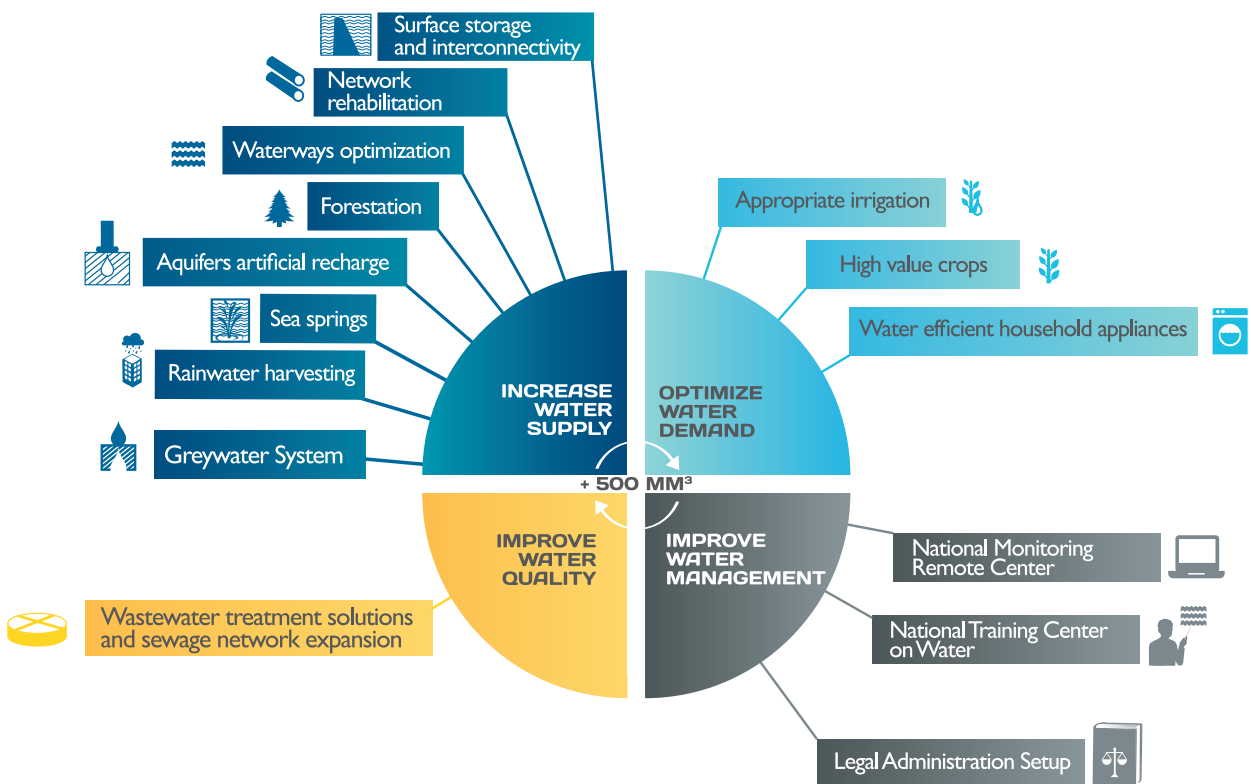 Surface storage
and interconnectivity
Network
rehabilitation
Waterways optimization
Forestation
Aquifers artificial recharge
Sea springs
Rainwater harvesting
Greywater System
INCREASE
WATER
SUPPLY
Appropriate irrigation
High value crops
Water efficient household appliances
OPTIMIZE
WATER
DEMAND
+ 500 MM³
IMPROVE
WATER
QUALITY
Wastewater treatment solutions
and sewage network expansion
IMPROVE
WATER
MANAGEMENT
National Monitoring
Remote Center
National Training Center
on Water
Legal Administration Setup